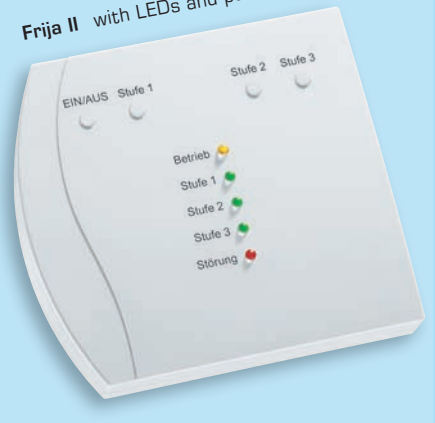 Frija II with LEDs and
EIN/AUS Stufe 1 Stufe 2 Stufe 3
Betrieb
Stufe 1
Stufe 2
Stufe 3
Störung